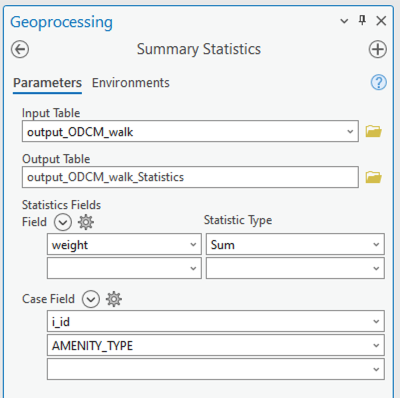 Geoprocessing
Summary Statistics
Parameters Environments
Input Table
output_ODCM_walk
Output Table
output_ODCM_walk_Statistics
Statistics Fields
Field Statistic Type
weight Sum
Case Field
i_id
AMENITY_TYPE